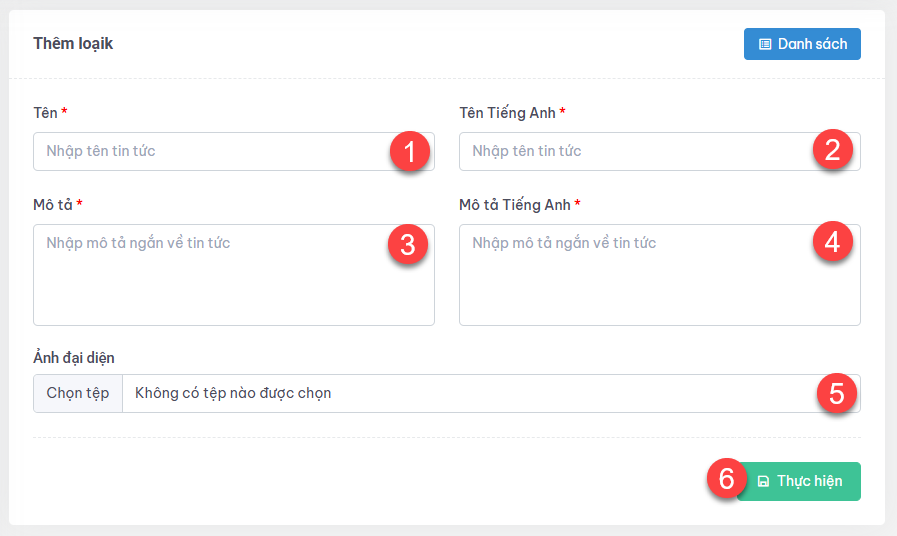 Thêm loạik
Danh sách
Tên *
Tên Tiếng Anh *
Nhập tên tin tức
1
Nhập tên tin tức
2
Mô tả *
Mô tả Tiếng Anh *
Nhập mô tả ngắn về tin tức
3
Nhập mô tả ngắn về tin tức
4
Ảnh đại diện
Chọn tệp
Không có tệp nào được chọn
5
6
Thực hiện